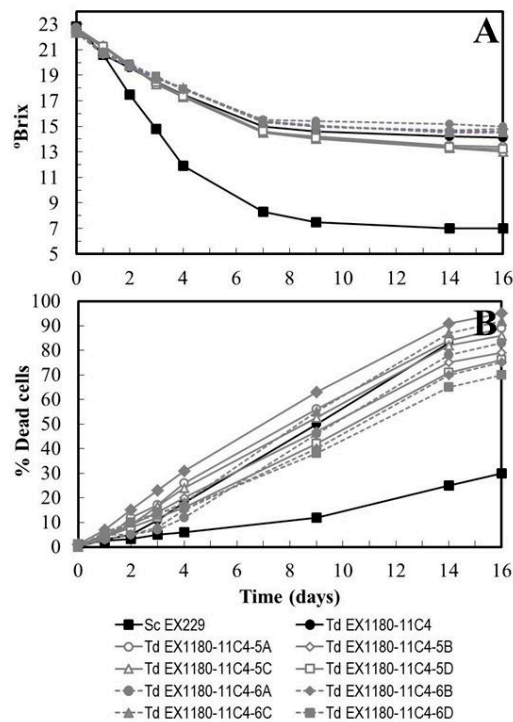 A
ºBrix
23
21
19
17
15
13
11
9
7
5
0 2 4 6 8 10 12 14 16
B
% Dead cells
100
90
80
70
60
50
40
30
20
10
0
0 2 4 6 8 10 12 14 16
Time (days)
Sc EX229 Td EX1180-11C4
Td EX1180-11C4-5A Td EX1180-11C4-5B
Td EX1180-11C4-5C Td EX1180-11C4-5D
Td EX1180-11C4-6A Td EX1180-11C4-6B
Td EX1180-11C4-6C Td EX1180-11C4-6D